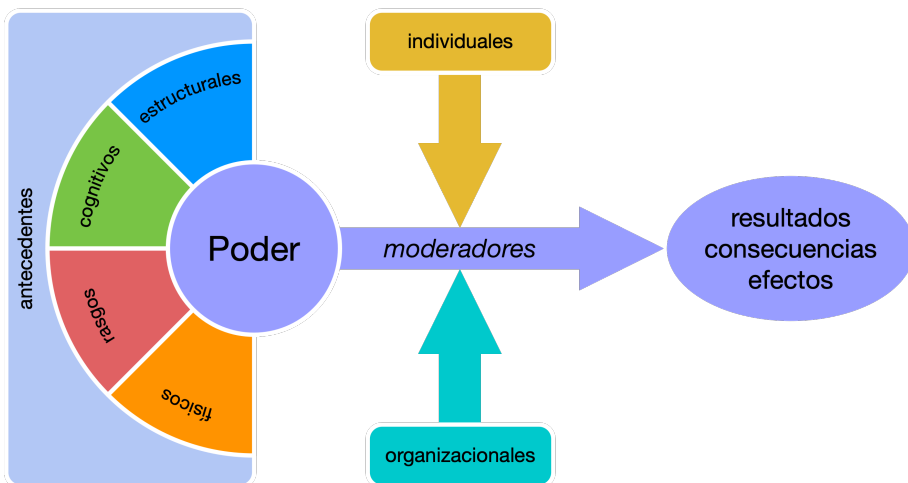 antecedentes
estructurales
cognitivos
rasgos
físicos
Poder
individuales
moderadores
organizacionales
resultados
consecuencias
efectos